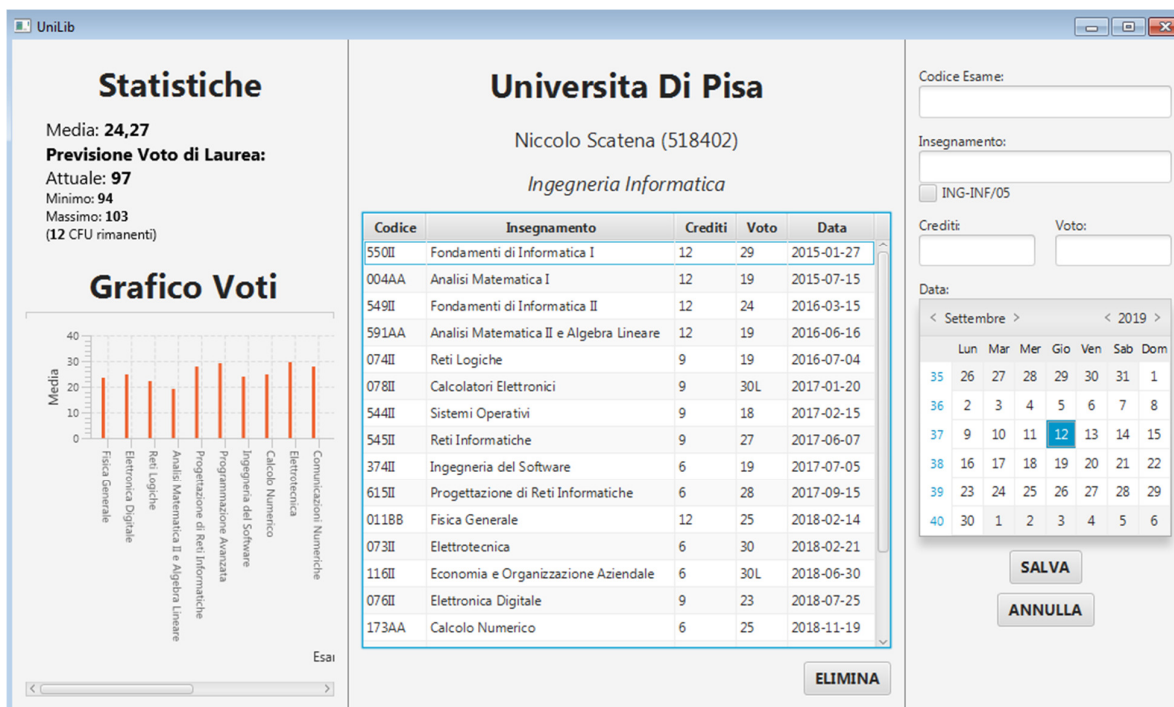 UniLib
Statistiche
Media: 24,27
Previsione Voto di Laurea:
Attuale: 97
Minimo: 94
Massimo: 103
(12 CFU rimanenti)
Grafico Voti
40
30
20
10
0
Media
Fisica Generale
Elettronica Digitale
Reti Logiche
Analisi Matematica II e Algebra Lineare
Progettazione di Reti Informatiche
Programmazione Avanzata
Ingegneria del Software
Calcolo Numerico
Elettrotecnica
Comunicazioni Numeriche
Esai
Universita Di Pisa
Niccolo Scatena (518402)
Ingegneria Informatica
Codice Insegnamento Crediti Voto Data
550II Fondamenti di Informatica I 12 29 2015-01-27
004AA Analisi Matematica I 12 19 2015-07-15
549II Fondamenti di Informatica II 12 24 2016-03-15
591AA Analisi Matematica II e Algebra Lineare 12 19 2016-06-16
074II Reti Logiche 9 19 2016-07-04
078II Calcolatori Elettronici 9 30L 2017-01-20
544II Sistemi Operativi 9 18 2017-02-15
545II Reti Informatiche 9 27 2017-06-07
374II Ingegneria del Software 6 19 2017-07-05
615II Progettazione di Reti Informatiche 6 28 2017-09-15
011BB Fisica Generale 12 25 2018-02-14
073II Elettrotecnica 6 30 2018-02-21
116II Economia e Organizzazione Aziendale 6 30L 2018-06-30
076II Elettronica Digitale 9 23 2018-07-25
173AA Calcolo Numerico 6 25 2018-11-19
ELIMINA
Codice Esame:
Insegnamento:
ING-INF/05
Crediti: Voto:
Data:
< Settembre > < 2019 >
Lun Mar Mer Gio Ven Sab Dom
35 26 27 28 29 30 31 1
36 2 3 4 5 6 7 8
37 9 10 11 12 13 14 15
38 16 17 18 19 20 21 22
39 23 24 25 26 27 28 29
40 30 1 2 3 4 5 6
SALVA
ANNULLA